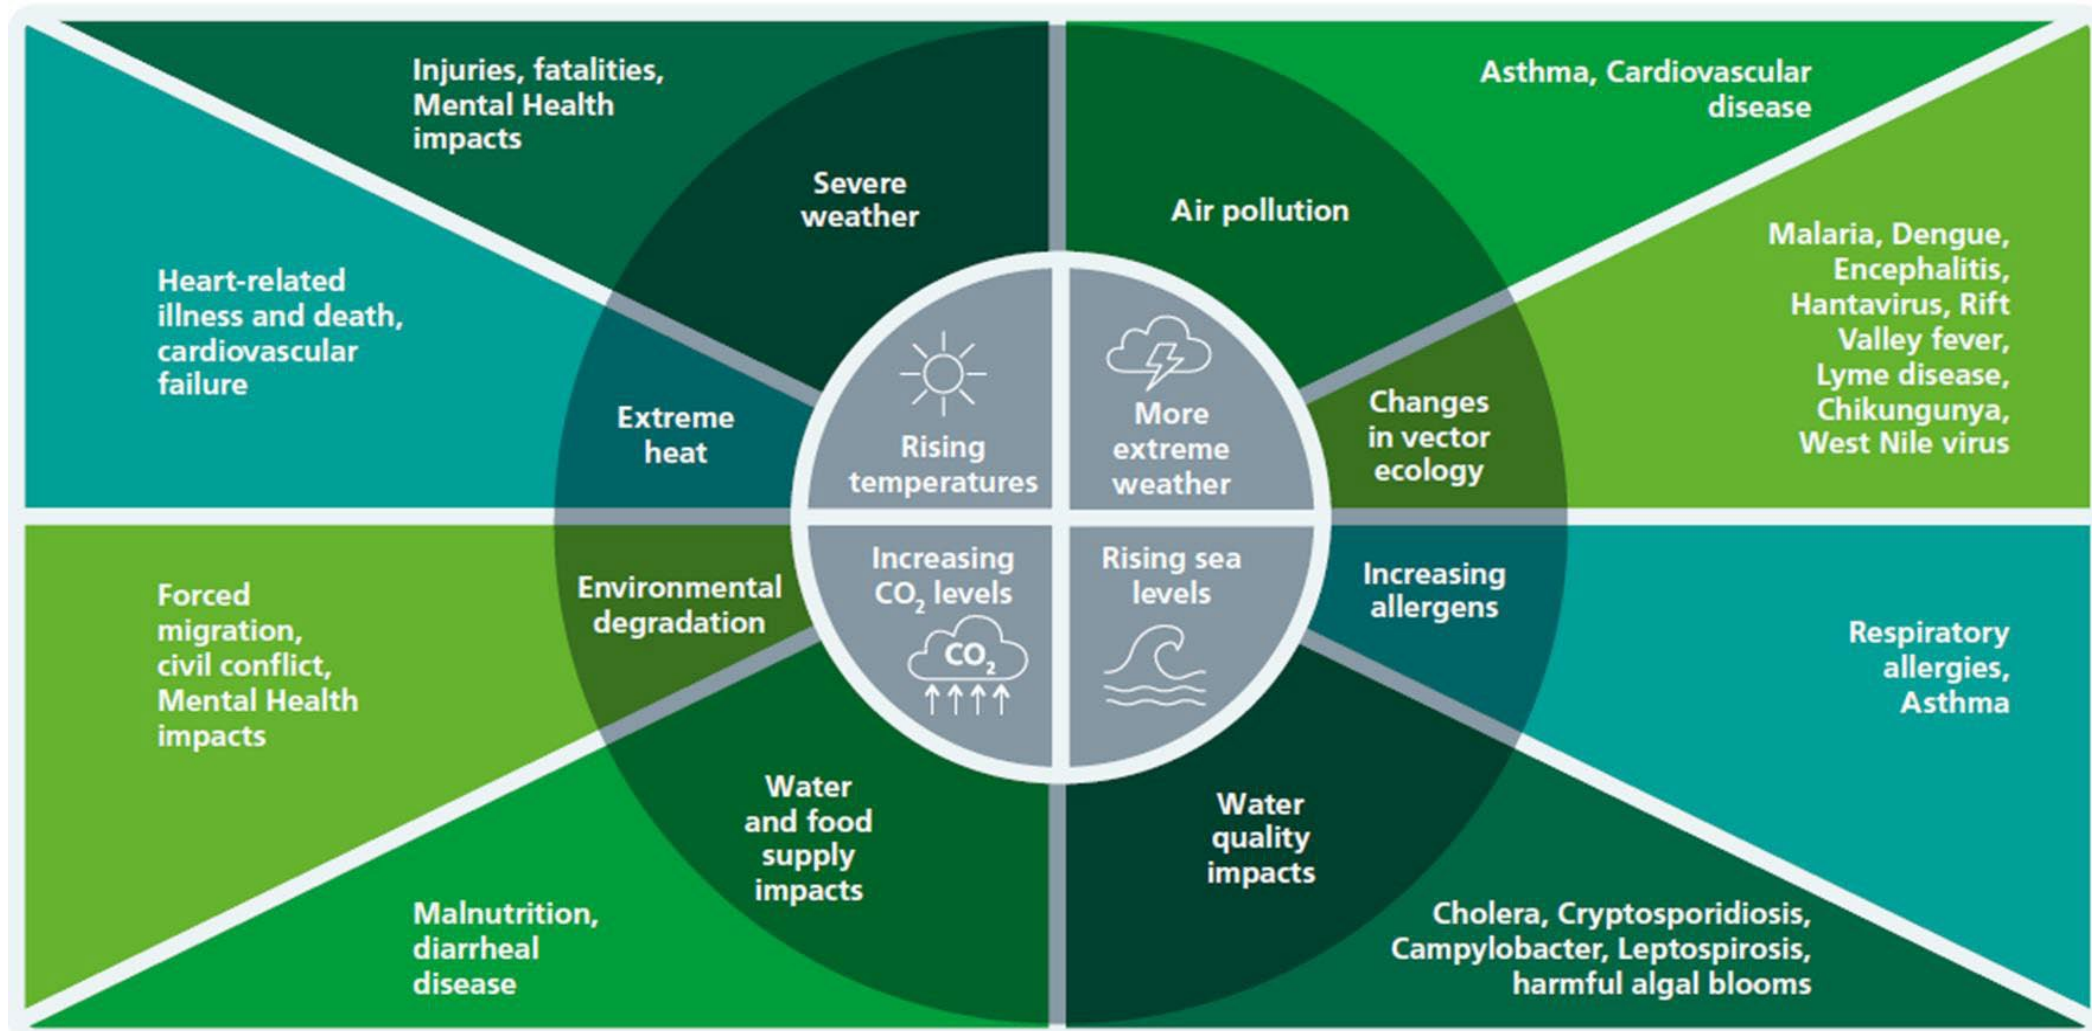 Injuries, fatalities,
Mental Health
impacts
Severe
weather
Air pollution
Asthma, Cardiovascular
disease
Heart-related
illness and death,
cardiovascular
failure
Extreme
heat
Rising
temperatures
More
extreme
weather
Changes
in vector
ecology
Malaria, Dengue,
Encephalitis,
Hantavirus, Rift
Valley fever,
Lyme disease,
Chikungunya,
West Nile virus
Forced
migration,
civil conflict,
Mental Health
impacts
Environmental
degradation
Increasing
CO₂ levels
CO₂
Rising sea
levels
Increasing
allergens
Respiratory
allergies,
Asthma
Malnutrition,
diarrheal
disease
Water
and food
supply
impacts
Water
quality
impacts
Cholera, Cryptosporidiosis,
Campylobacter, Leptospirosis,
harmful algal blooms